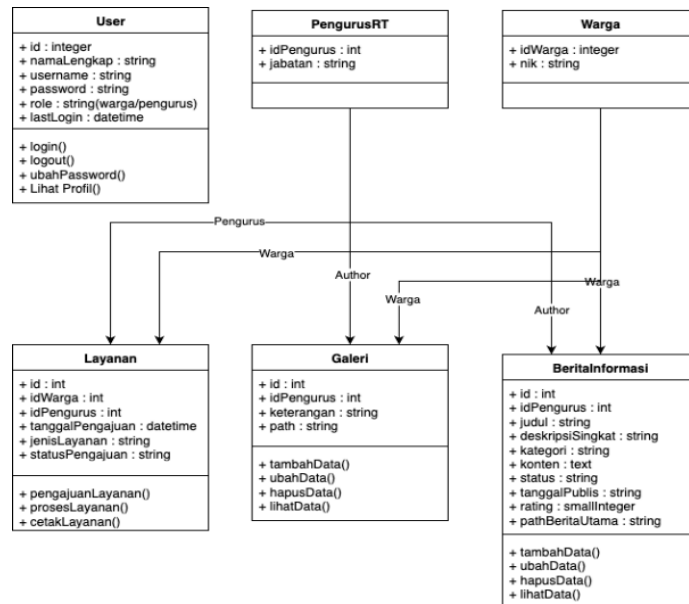 User
+ id : integer
+ namaLengkap : string
+ username : string
+ password : string
+ role : string(warga/pengurus)
+ lastLogin : datetime
+ login()
+ logout()
+ ubahPassword()
+ Lihat Profil()
PengurusRT
+ idPengurus : int
+ jabatan : string
Warga
+ idWarga : integer
+ nik : string
Pengurus
Warga
Author
Warga
Warga
Author
Layanan
+ id : int
+ idWarga : int
+ idPengurus : int
+ tanggalPengajuan : datetime
+ jenisLayanan : string
+ statusPengajuan : string
+ pengajuanLayanan()
+ prosesLayanan()
+ cetakLayanan()
Galeri
+ id : int
+ idPengurus : int
+ keterangan : string
+ path : string
+ tambahData()
+ ubahData()
+ hapusData()
+ lihatData()
BeritaInformasi
+ id : int
+ idPengurus : int
+ judul : string
+ deskripsiSingkat : string
+ kategori : string
+ konten : text
+ status : string
+ tanggalPublis : string
+ rating : smallInteger
+ pathBeritaUtama : string
+ tambahData()
+ ubahData()
+ hapusData()
+ lihatData()